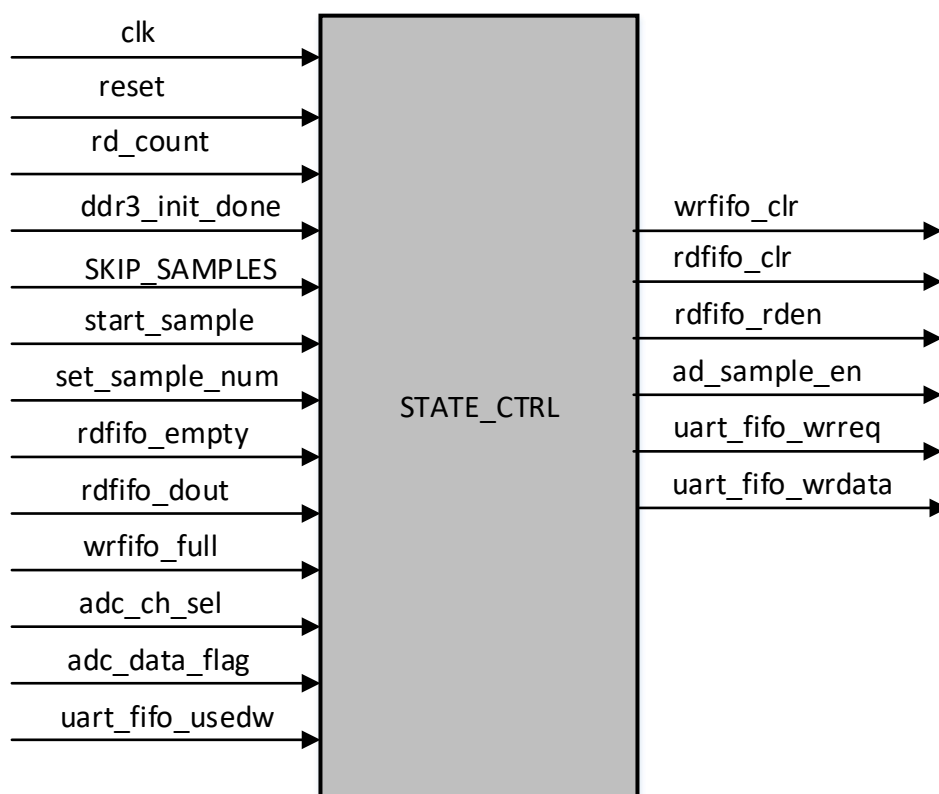 clk
reset
rd_count
ddr3_init_done
SKIP_SAMPLES
start_sample
set_sample_num
rdfifo_empty
rdfifo_dout
wrfifo_full
adc_ch_sel
adc_data_flag
uart_fifo_usedw
STATE_CTRL
wrfifo_clr
rdfifo_clr
rdfifo_rden
ad_sample_en
uart_fifo_wrreq
uart_fifo_wrdata